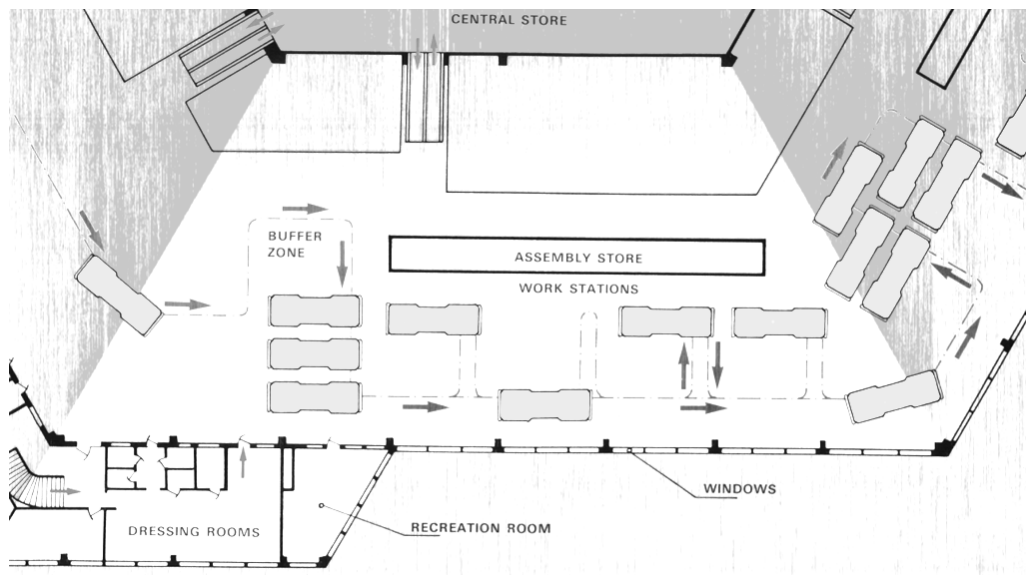 CENTRAL STORE
BUFFER
ZONE
ASSEMBLY STORE
WORK STATIONS
WINDOWS
RECREATION ROOM
DRESSING ROOMS